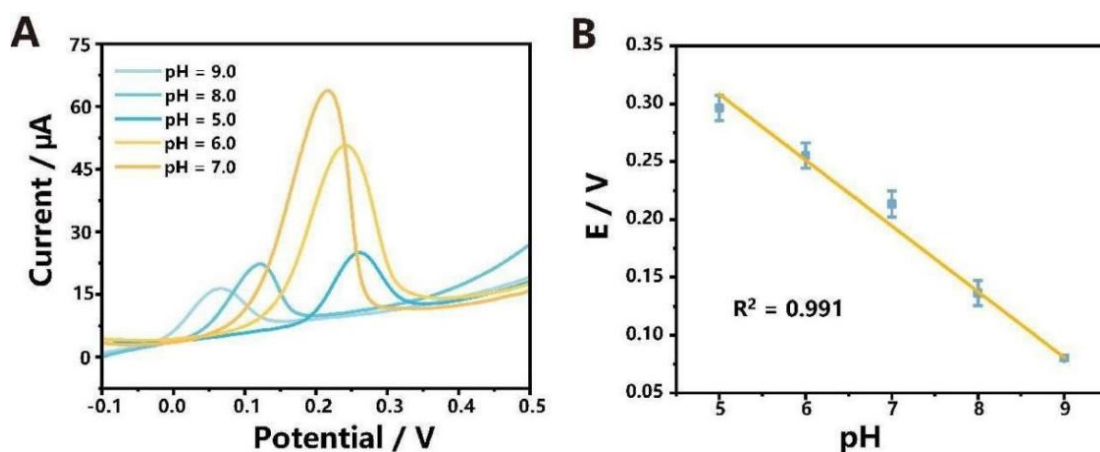 A
75
60
45
30
15
0
Current / μA
pH = 9.0
pH = 8.0
pH = 5.0
pH = 6.0
pH = 7.0
-0.1
0.0
0.1
0.2
0.3
0.4
0.5
Potential / V
B
0.35
0.30
0.25
0.20
0.15
0.10
0.05
E / V
R² = 0.991
5
6
7
8
9
pH